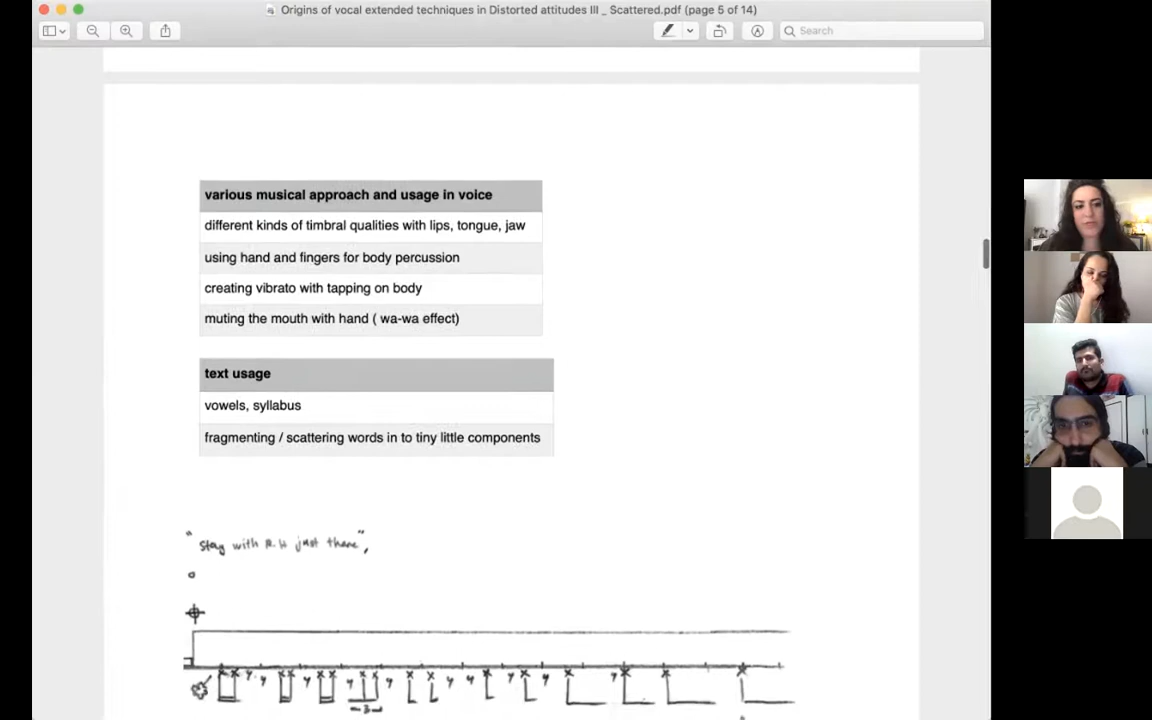 Origins of vocal extended techniques in Distorted attitudes III _ Scattered.pdf (page 5 of 14)
Search
various musical approach and usage in voice
different kinds of timbral qualities with lips, tongue, jaw
using hand and fingers for body percussion
creating vibrato with tapping on body
muting the mouth with hand ( wa-wa effect)
text usage
vowels, syllabus
fragmenting / scattering words in to tiny little components
"stay with R.H just there",
3